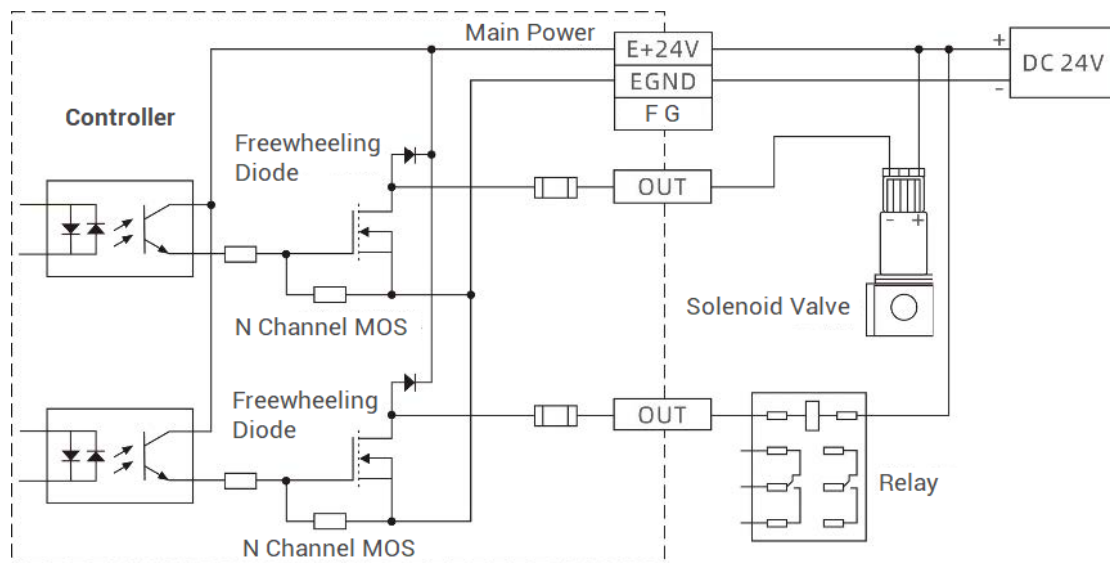 Main Power
E+24V
EGND
F G
+
-
DC 24V
Controller
Freewheeling
Diode
OUT
- +
Solenoid Valve
N Channel MOS
Freewheeling
Diode
OUT
Relay
N Channel MOS